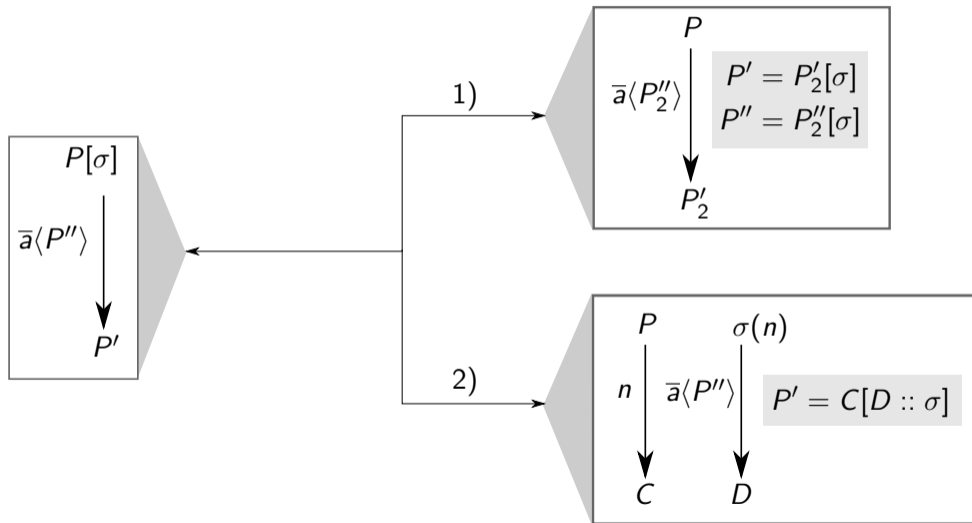 P[σ]
a̅⟨P″⟩
P′
1)
P
a̅⟨P″₂⟩
P′ = P′₂[σ]
P″ = P″₂[σ]
P′₂
2)
P
σ(n)
n
a̅⟨P″⟩
P′ = C[D :: σ]
C
D